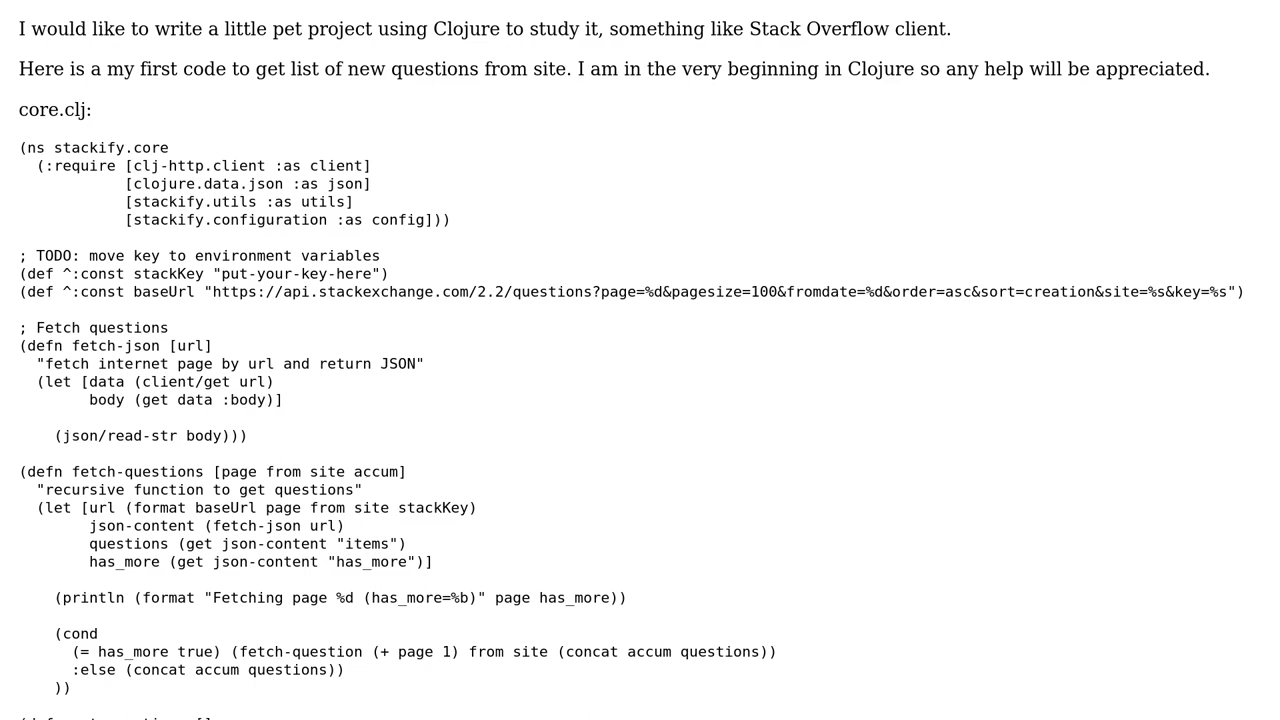 I would like to write a little pet project using Clojure to study it, something like Stack Overflow client.
Here is a my first code to get list of new questions from site. I am in the very beginning in Clojure so any help will be appreciated.
core.clj:
(ns stackify.core
  (:require [clj-http.client :as client]
            [clojure.data.json :as json]
            [stackify.utils :as utils]
            [stackify.configuration :as config]))
; TODO: move key to environment variables
(def ^:const stackKey "put-your-key-here")
(def ^:const baseUrl "https://api.stackexchange.com/2.2/questions?page=%d&pagesize=100&fromdate=%d&order=asc&sort=creation&site=%s&key=%s")
; Fetch questions
(defn fetch-json [url]
  "fetch internet page by url and return JSON"
  (let [data (client/get url)
        body (get data :body)]
    (json/read-str body)))
(defn fetch-questions [page from site accum]
  "recursive function to get questions"
  (let [url (format baseUrl page from site stackKey)
        json-content (fetch-json url)
        questions (get json-content "items")
        has_more (get json-content "has_more")]
    (println (format "Fetching page %d (has_more=%b)" page has_more))
    (cond
      (= has_more true) (fetch-question (+ page 1) from site (concat accum questions))
      :else (concat accum questions))
    ))